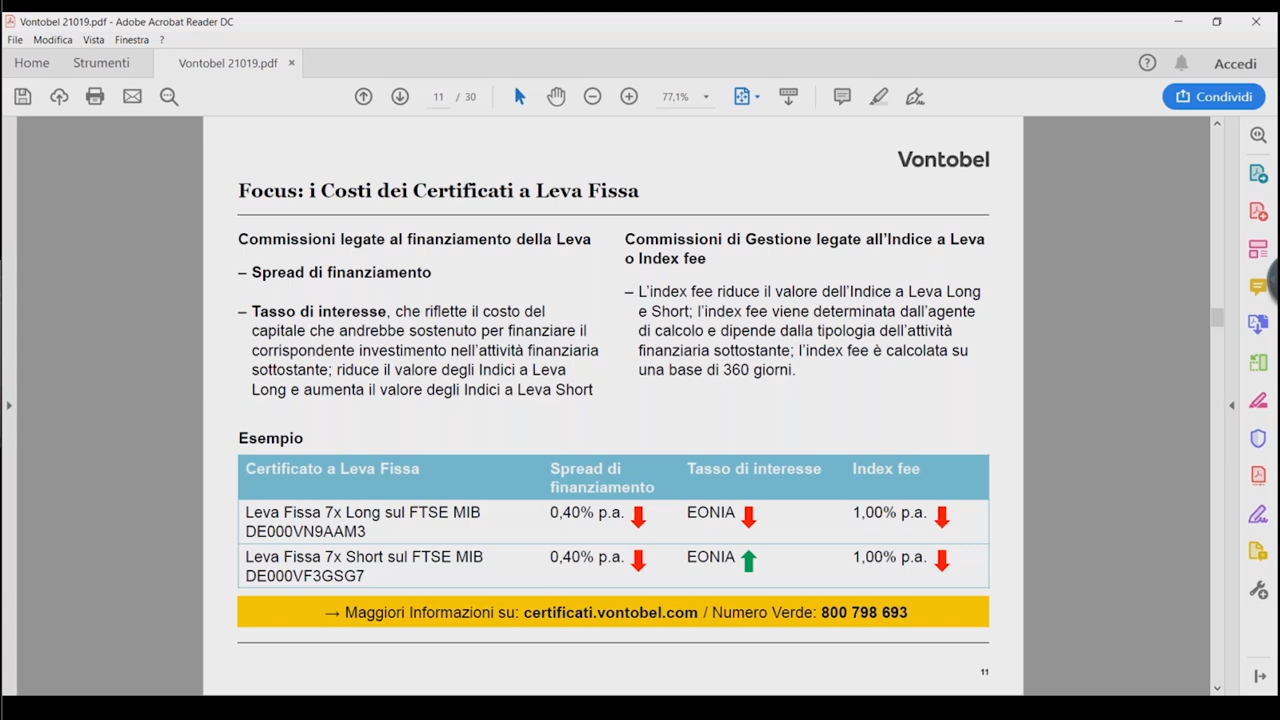 Vontobel 21019.pdf - Adobe Acrobat Reader DC
File Modifica Vista Finestra ?
Home Strumenti Vontobel 21019.pdf × Accedi
11 / 30 77,1% Condividi
Vontobel
Focus: i Costi dei Certificati a Leva Fissa
Commissioni legate al finanziamento della Leva
– Spread di finanziamento
– Tasso di interesse, che riflette il costo del
capitale che andrebbe sostenuto per finanziare il
corrispondente investimento nell'attività finanziaria
sottostante; riduce il valore degli Indici a Leva
Long e aumenta il valore degli Indici a Leva Short
Commissioni di Gestione legate all'Indice a Leva
o Index fee
– L'index fee riduce il valore dell'Indice a Leva Long
e Short; l'index fee viene determinata dall'agente
di calcolo e dipende dalla tipologia dell'attività
finanziaria sottostante; l'index fee è calcolata su
una base di 360 giorni.
Esempio
Certificato a Leva Fissa Spread di finanziamento Tasso di interesse Index fee
Leva Fissa 7x Long sul FTSE MIB 0,40% p.a. EONIA 1,00% p.a.
DE000VN9AAM3
Leva Fissa 7x Short sul FTSE MIB 0,40% p.a. EONIA 1,00% p.a.
DE000VF3GSG7
→ Maggiori Informazioni su: certificati.vontobel.com / Numero Verde: 800 798 693
11